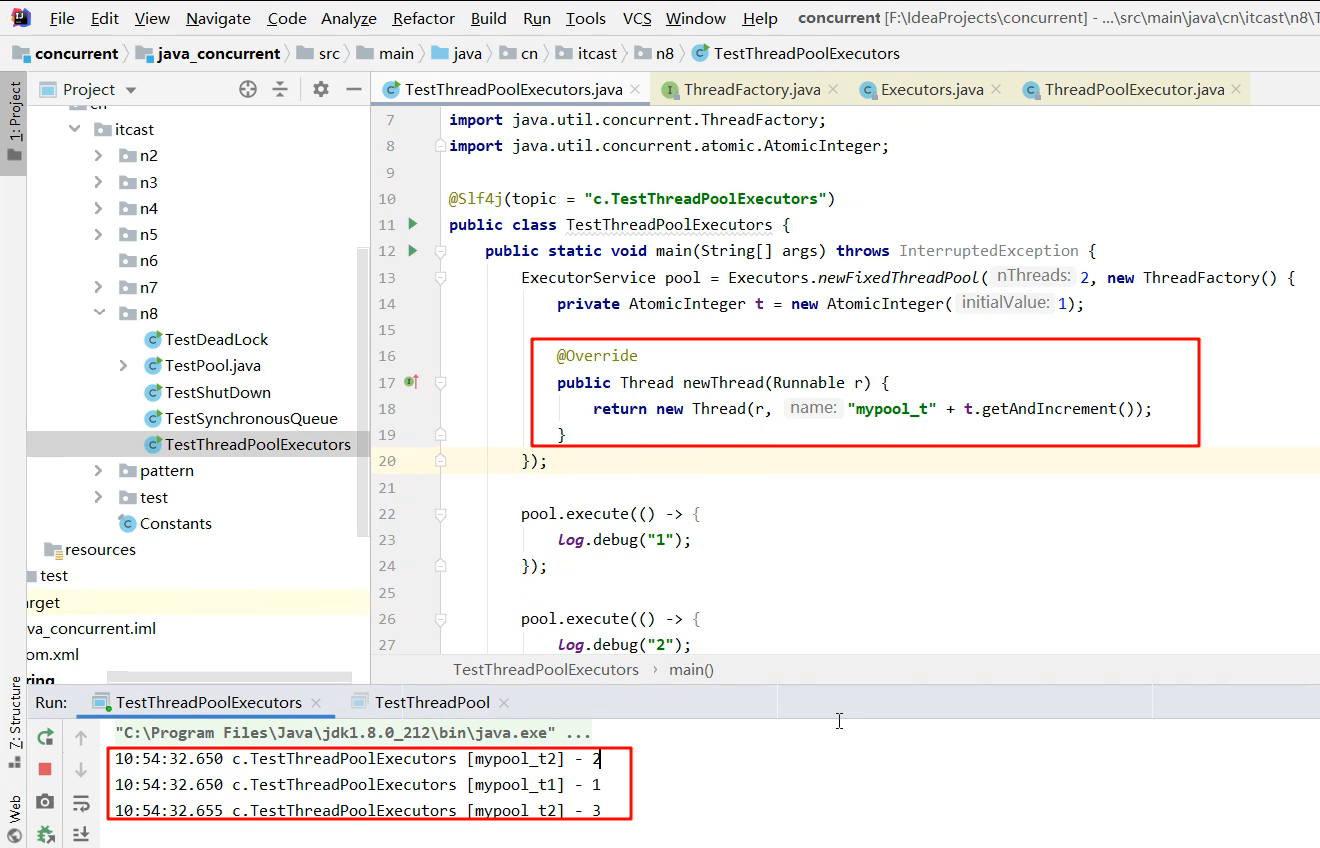 File Edit View Navigate Code Analyze Refactor Build Run Tools VCS Window Help concurrent [F:\IdeaProjects\concurrent] - ...\src\main\java\cn\itcast\n8\T
concurrent java_concurrent src main java cn itcast n8 TestThreadPoolExecutors
1: Project
Project
TestThreadPoolExecutors.java ThreadFactory.java Executors.java ThreadPoolExecutor.java
cn
itcast
n2
n3
n4
n5
n6
n7
n8
TestDeadLock
TestPool.java
TestShutDown
TestSynchronousQueue
TestThreadPoolExecutors
pattern
test
Constants
resources
test
arget
va_concurrent.iml
om.xml
ring
7 import java.util.concurrent.ThreadFactory;
8 import java.util.concurrent.atomic.AtomicInteger;
9
10 @Slf4j(topic = "c.TestThreadPoolExecutors")
11 public class TestThreadPoolExecutors {
12 public static void main(String[] args) throws InterruptedException {
13 ExecutorService pool = Executors.newFixedThreadPool( nThreads: 2, new ThreadFactory() {
14 private AtomicInteger t = new AtomicInteger( initialValue: 1);
15
16 @Override
17 public Thread newThread(Runnable r) {
18 return new Thread(r, name: "mypool_t" + t.getAndIncrement());
19 }
20 });
21
22 pool.execute(() -> {
23 log.debug("1");
24 });
25
26 pool.execute(() -> {
27 log.debug("2");
TestThreadPoolExecutors › main()
Run: TestThreadPoolExecutors TestThreadPool
Z: Structure
Web
"C:\Program Files\Java\jdk1.8.0_212\bin\java.exe" ...
10:54:32.650 c.TestThreadPoolExecutors [mypool_t2] - 2
10:54:32.650 c.TestThreadPoolExecutors [mypool_t1] - 1
10:54:32.655 c.TestThreadPoolExecutors [mypool_t2] - 3